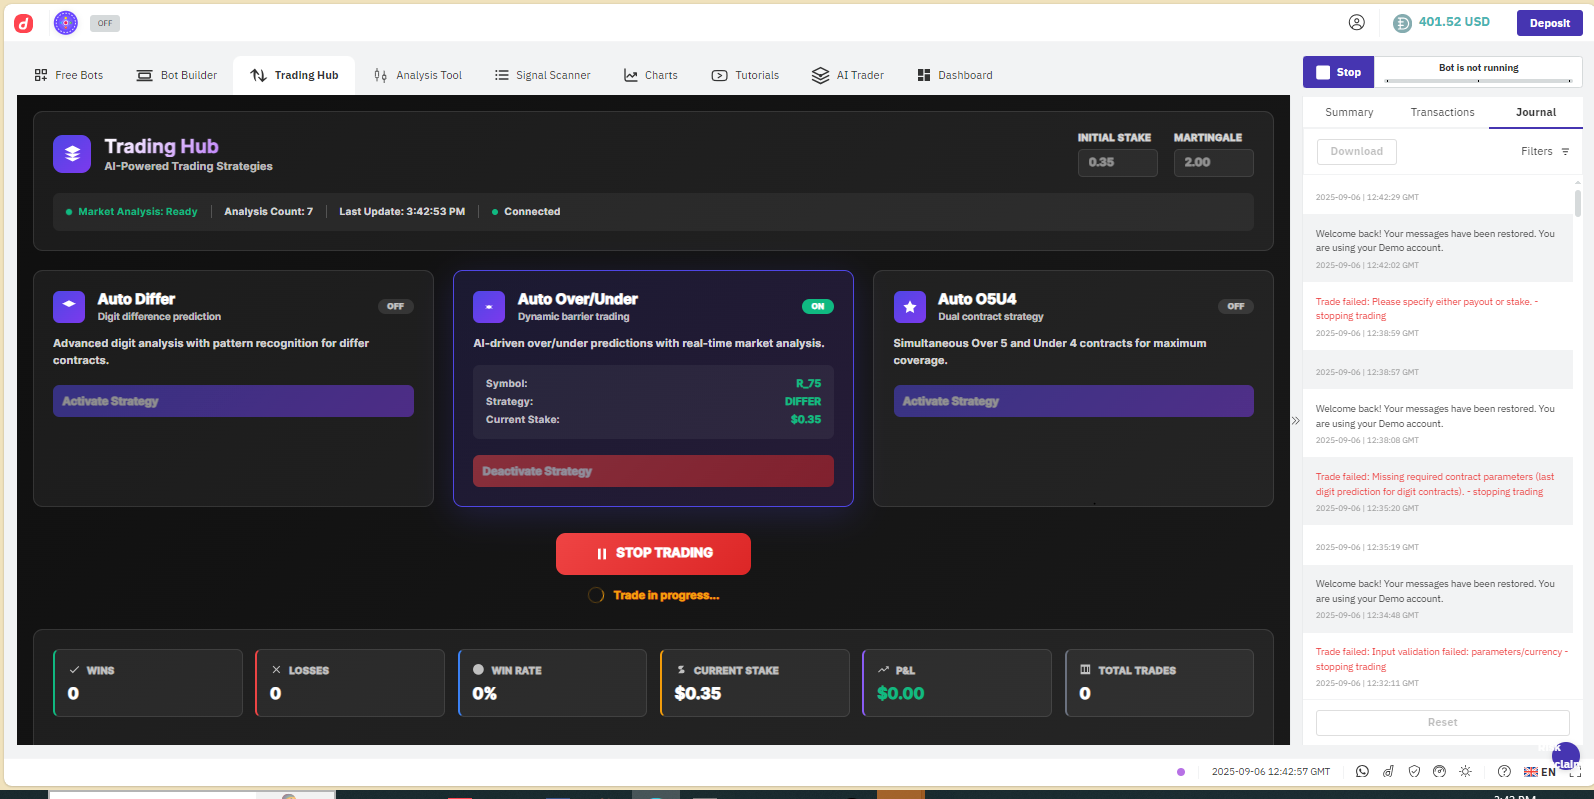 OFF
401.52 USD
Deposit
Free Bots
Bot Builder
Trading Hub
Analysis Tool
Signal Scanner
Charts
Tutorials
AI Trader
Dashboard
Stop
Bot is not running
Trading Hub
AI-Powered Trading Strategies
INITIAL STAKE
0.35
MARTINGALE
2.00
Market Analysis: Ready
Analysis Count: 7
Last Update: 3:42:53 PM
Connected
Auto Differ
Digit difference prediction
OFF
Advanced digit analysis with pattern recognition for differ
contracts.
Activate Strategy
Auto Over/Under
Dynamic barrier trading
ON
AI-driven over/under predictions with real-time market analysis.
Symbol: R_75
Strategy: DIFFER
Current Stake: $0.35
Deactivate Strategy
Auto O5U4
Dual contract strategy
OFF
Simultaneous Over 5 and Under 4 contracts for maximum
coverage.
Activate Strategy
STOP TRADING
Trade in progress...
WINS
0
LOSSES
0
WIN RATE
0%
CURRENT STAKE
$0.35
P&L
$0.00
TOTAL TRADES
0
Summary
Transactions
Journal
Download
Filters
2025-09-06 | 12:42:29 GMT
Welcome back! Your messages have been restored. You
are using your Demo account.
2025-09-06 | 12:42:02 GMT
Trade failed: Please specify either payout or stake. -
stopping trading
2025-09-06 | 12:38:59 GMT
2025-09-06 | 12:38:57 GMT
Welcome back! Your messages have been restored. You
are using your Demo account.
2025-09-06 | 12:38:08 GMT
Trade failed: Missing required contract parameters (last
digit prediction for digit contracts). - stopping trading
2025-09-06 | 12:35:20 GMT
2025-09-06 | 12:35:19 GMT
Welcome back! Your messages have been restored. You
are using your Demo account.
2025-09-06 | 12:34:48 GMT
Trade failed: Input validation failed: parameters/currency -
stopping trading
2025-09-06 | 12:32:11 GMT
Reset
2025-09-06 12:42:57 GMT
EN